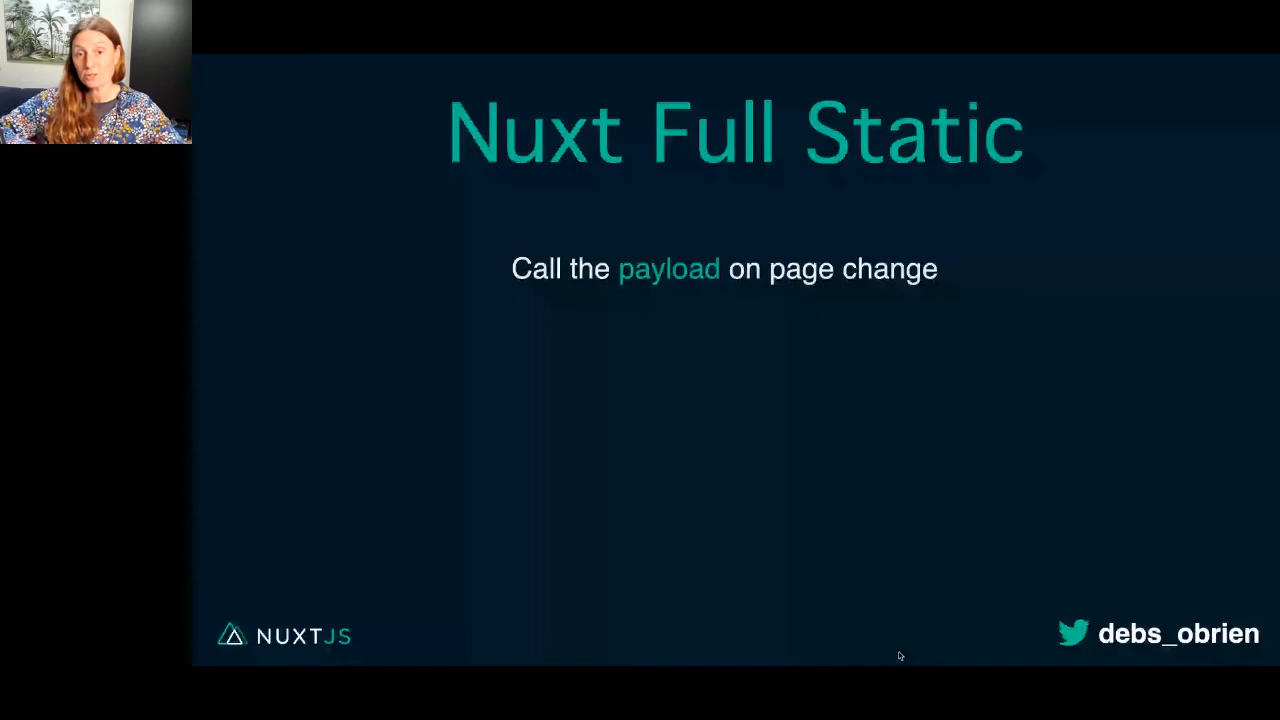 Nuxt Full Static
Call the payload on page change
NUXTJS
debs_obrien